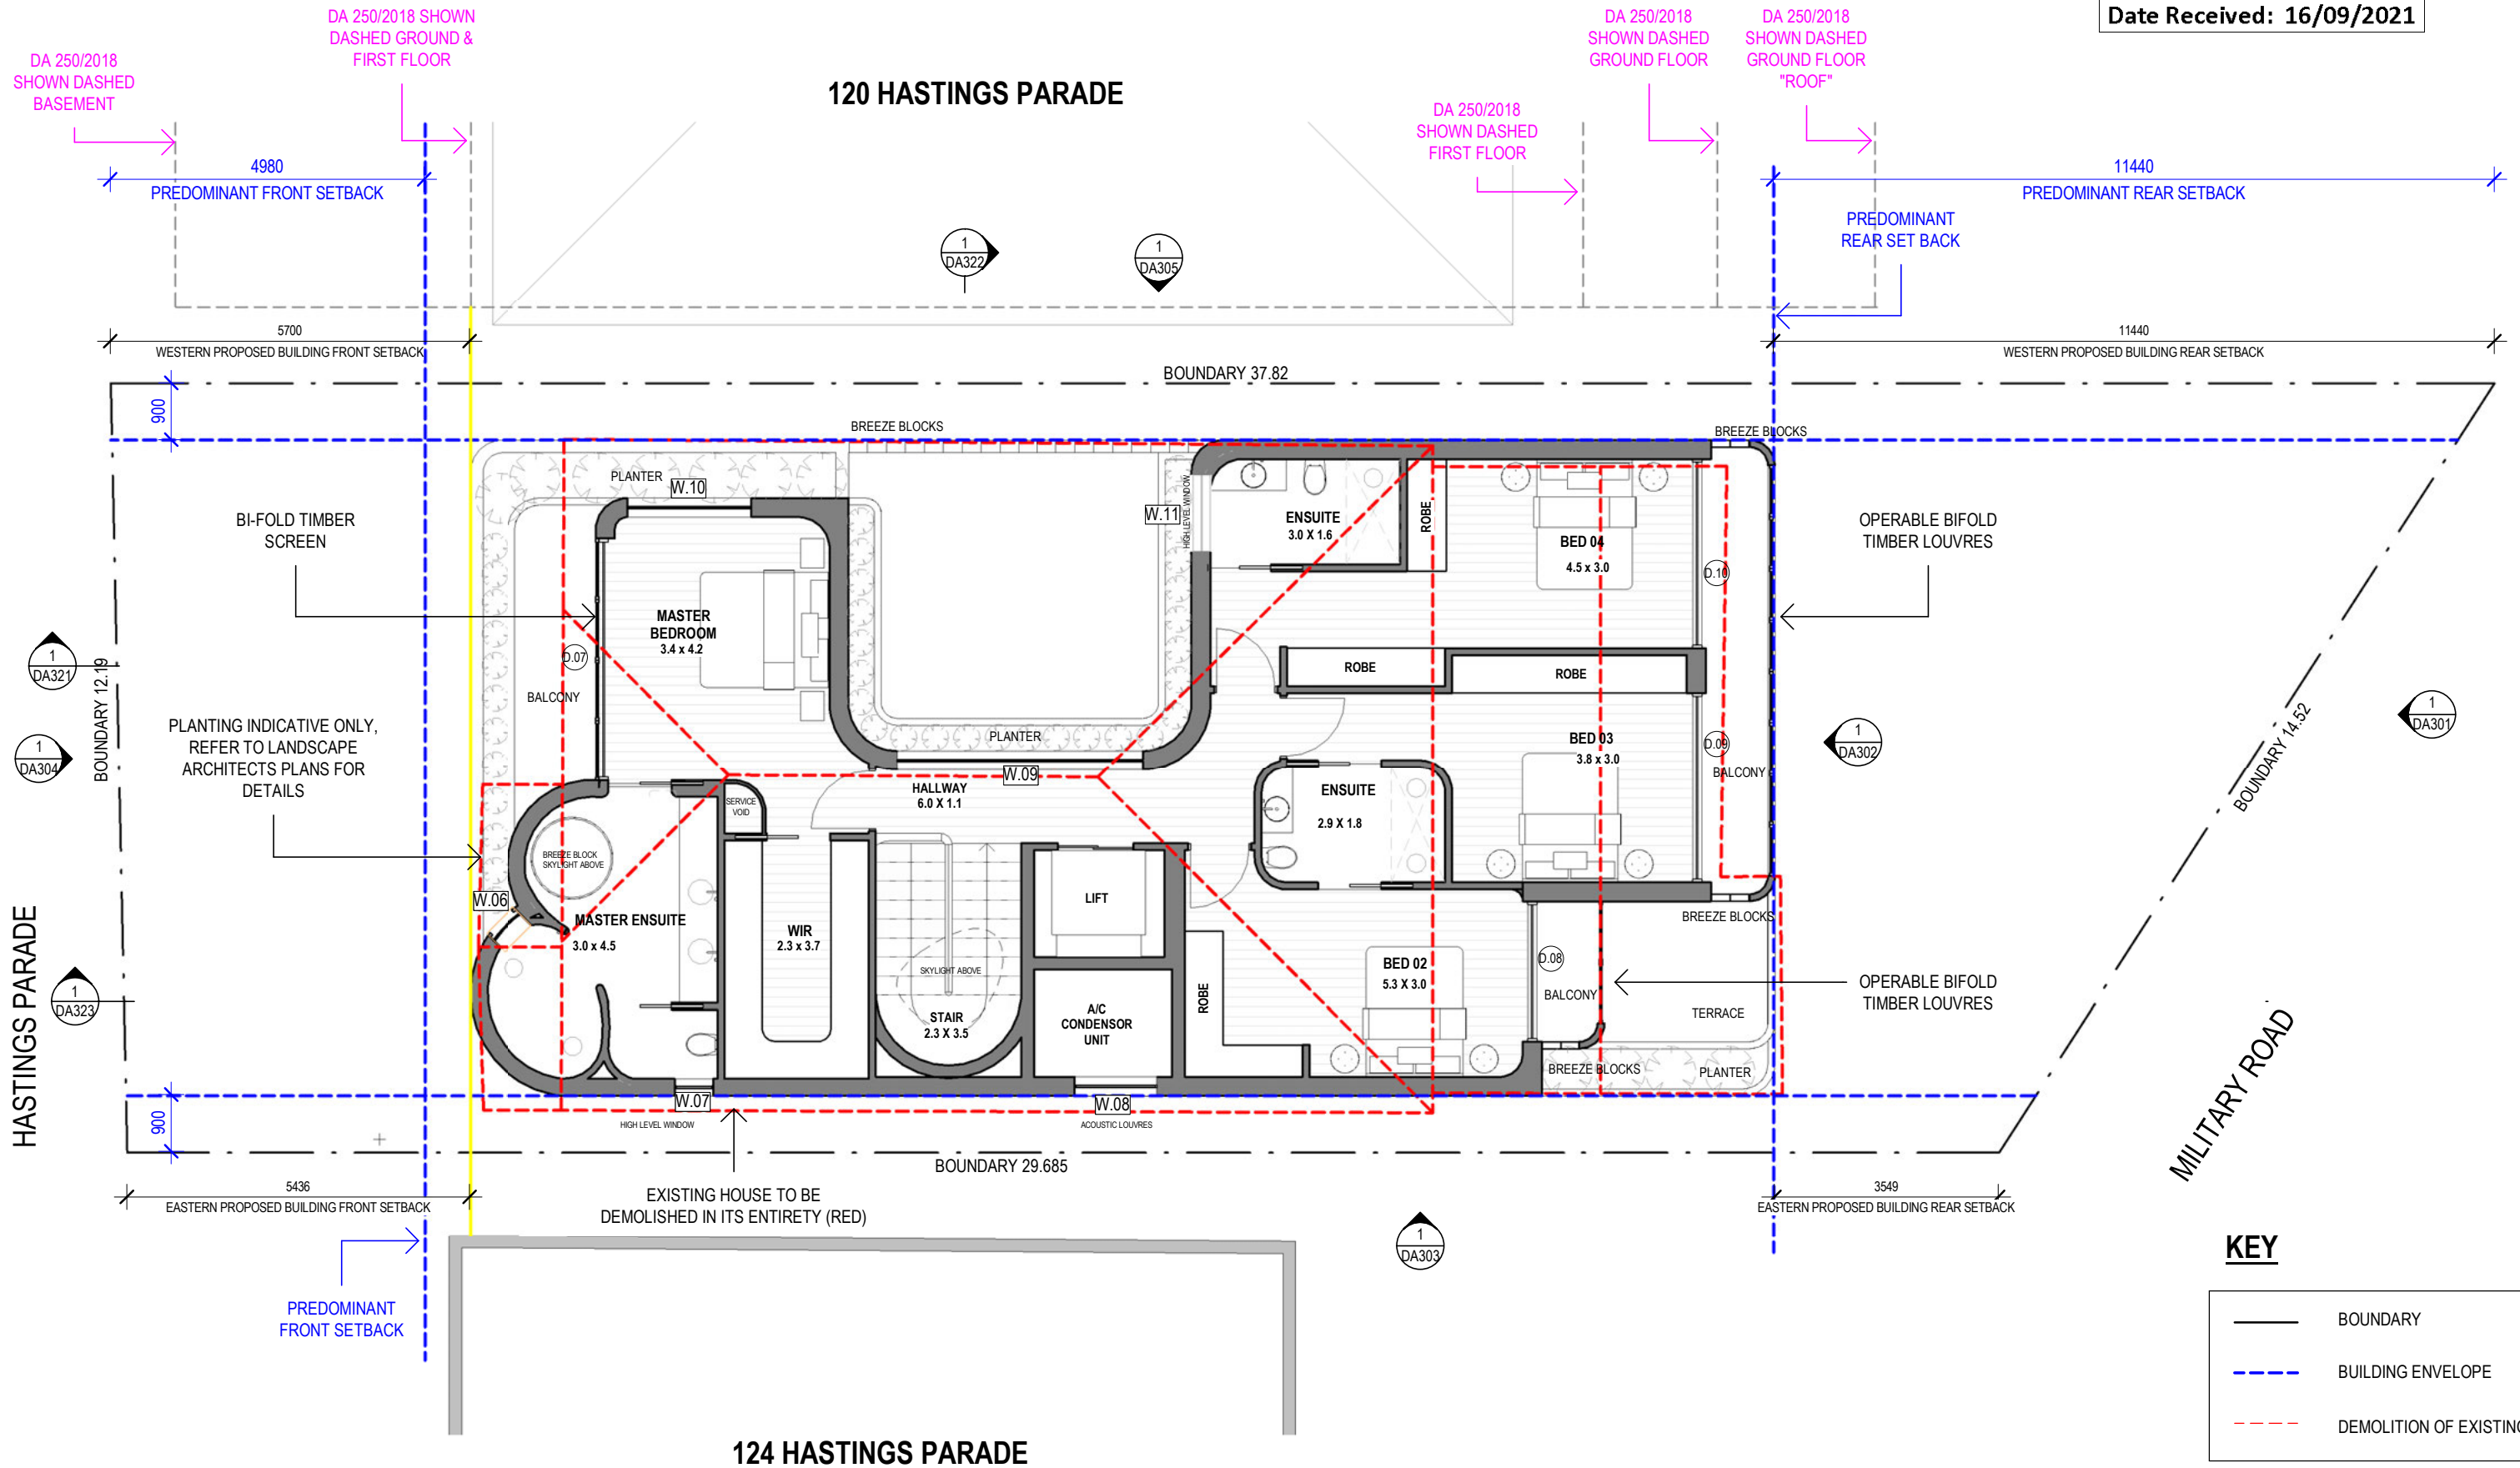 Date Received: 16/09/2021
DA 250/2018 SHOWN
DASHED GROUND &
FIRST FLOOR
DA 250/2018
SHOWN DASHED
BASEMENT
DA 250/2018
SHOWN DASHED
GROUND FLOOR
DA 250/2018
SHOWN DASHED
GROUND FLOOR
"ROOF"
DA 250/2018
SHOWN DASHED
FIRST FLOOR
120 HASTINGS PARADE
4980
PREDOMINANT FRONT SETBACK
11440
PREDOMINANT REAR SETBACK
PREDOMINANT
REAR SET BACK
1
DA322
1
DA305
5700
WESTERN PROPOSED BUILDING FRONT SETBACK
11440
WESTERN PROPOSED BUILDING REAR SETBACK
BOUNDARY 37.82
900
BREEZE BLOCKS
BREEZE BLOCKS
PLANTER
W.10
BI-FOLD TIMBER
SCREEN
W.11
HIGH LEVEL WINDOW
ENSUITE
3.0 X 1.6
ROBE
BED 04
4.5 x 3.0
D.10
OPERABLE BIFOLD
TIMBER LOUVRES
MASTER
BEDROOM
3.4 x 4.2
D.07
BALCONY
1
DA321
BOUNDARY 12.19
1
DA304
PLANTING INDICATIVE ONLY,
REFER TO LANDSCAPE
ARCHITECTS PLANS FOR
DETAILS
ROBE
ROBE
PLANTER
W.09
BED 03
3.8 x 3.0
D.09
BALCONY
1
DA302
1
DA301
BOUNDARY 14.52
HALLWAY
6.0 X 1.1
SERVICE
VOID
ENSUITE
2.9 X 1.8
BREEZE BLOCK
SKYLIGHT ABOVE
W.06
MASTER ENSUITE
3.0 x 4.5
WIR
2.3 x 3.7
LIFT
SKYLIGHT ABOVE
STAIR
2.3 X 3.5
A/C
CONDENSOR
UNIT
ROBE
BED 02
5.3 X 3.0
D.08
BALCONY
BREEZE BLOCKS
TERRACE
OPERABLE BIFOLD
TIMBER LOUVRES
BREEZE BLOCKS
PLANTER
HASTINGS PARADE
1
DA323
MILITARY ROAD
900
W.07
HIGH LEVEL WINDOW
W.08
ACOUSTIC LOUVRES
BOUNDARY 29.685
5436
EASTERN PROPOSED BUILDING FRONT SETBACK
EXISTING HOUSE TO BE
DEMOLISHED IN ITS ENTIRETY (RED)
3549
EASTERN PROPOSED BUILDING REAR SETBACK
1
DA303
PREDOMINANT
FRONT SETBACK
124 HASTINGS PARADE
KEY
BOUNDARY
BUILDING ENVELOPE
DEMOLITION OF EXISTING